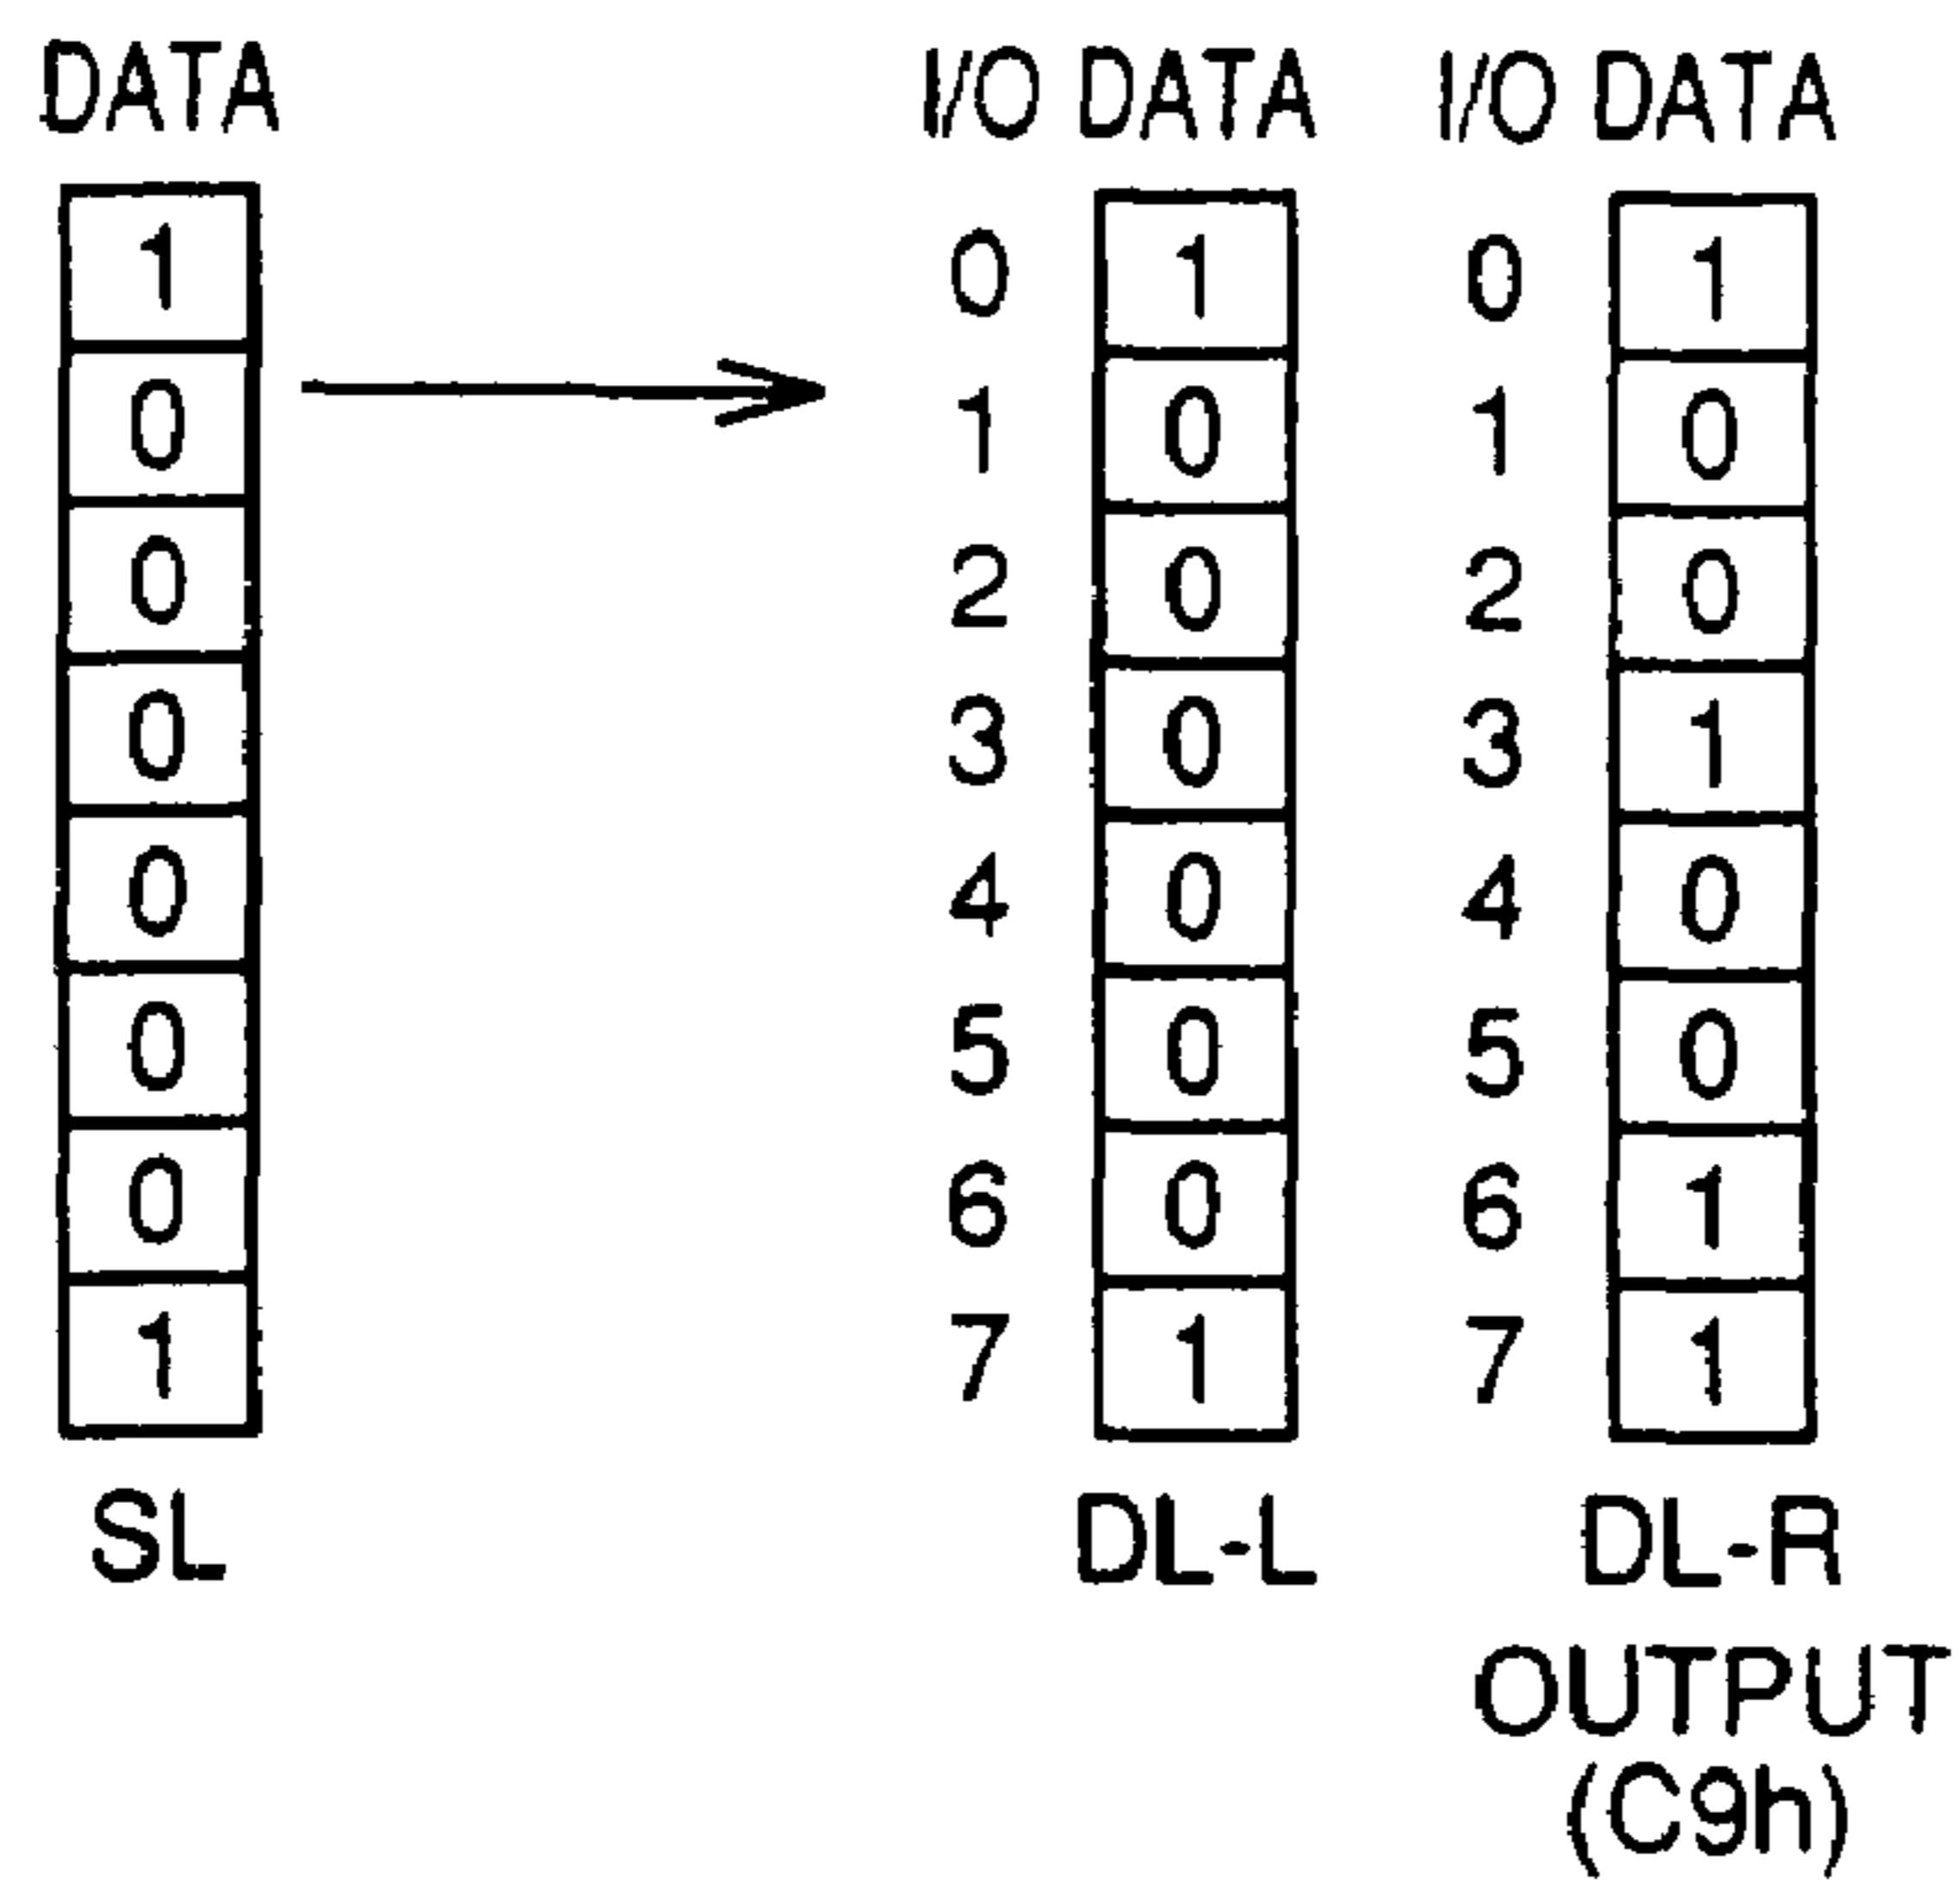 DATA I/O DATA I/O DATA
1 0 1 0 1
0 1 0 1 0
0 2 0 2 0
0 3 0 3 1
0 4 0 4 0
0 5 0 5 0
0 6 0 6 1
1 7 1 7 1
SL DL-L DL-R
OUTPUT
(C9h)